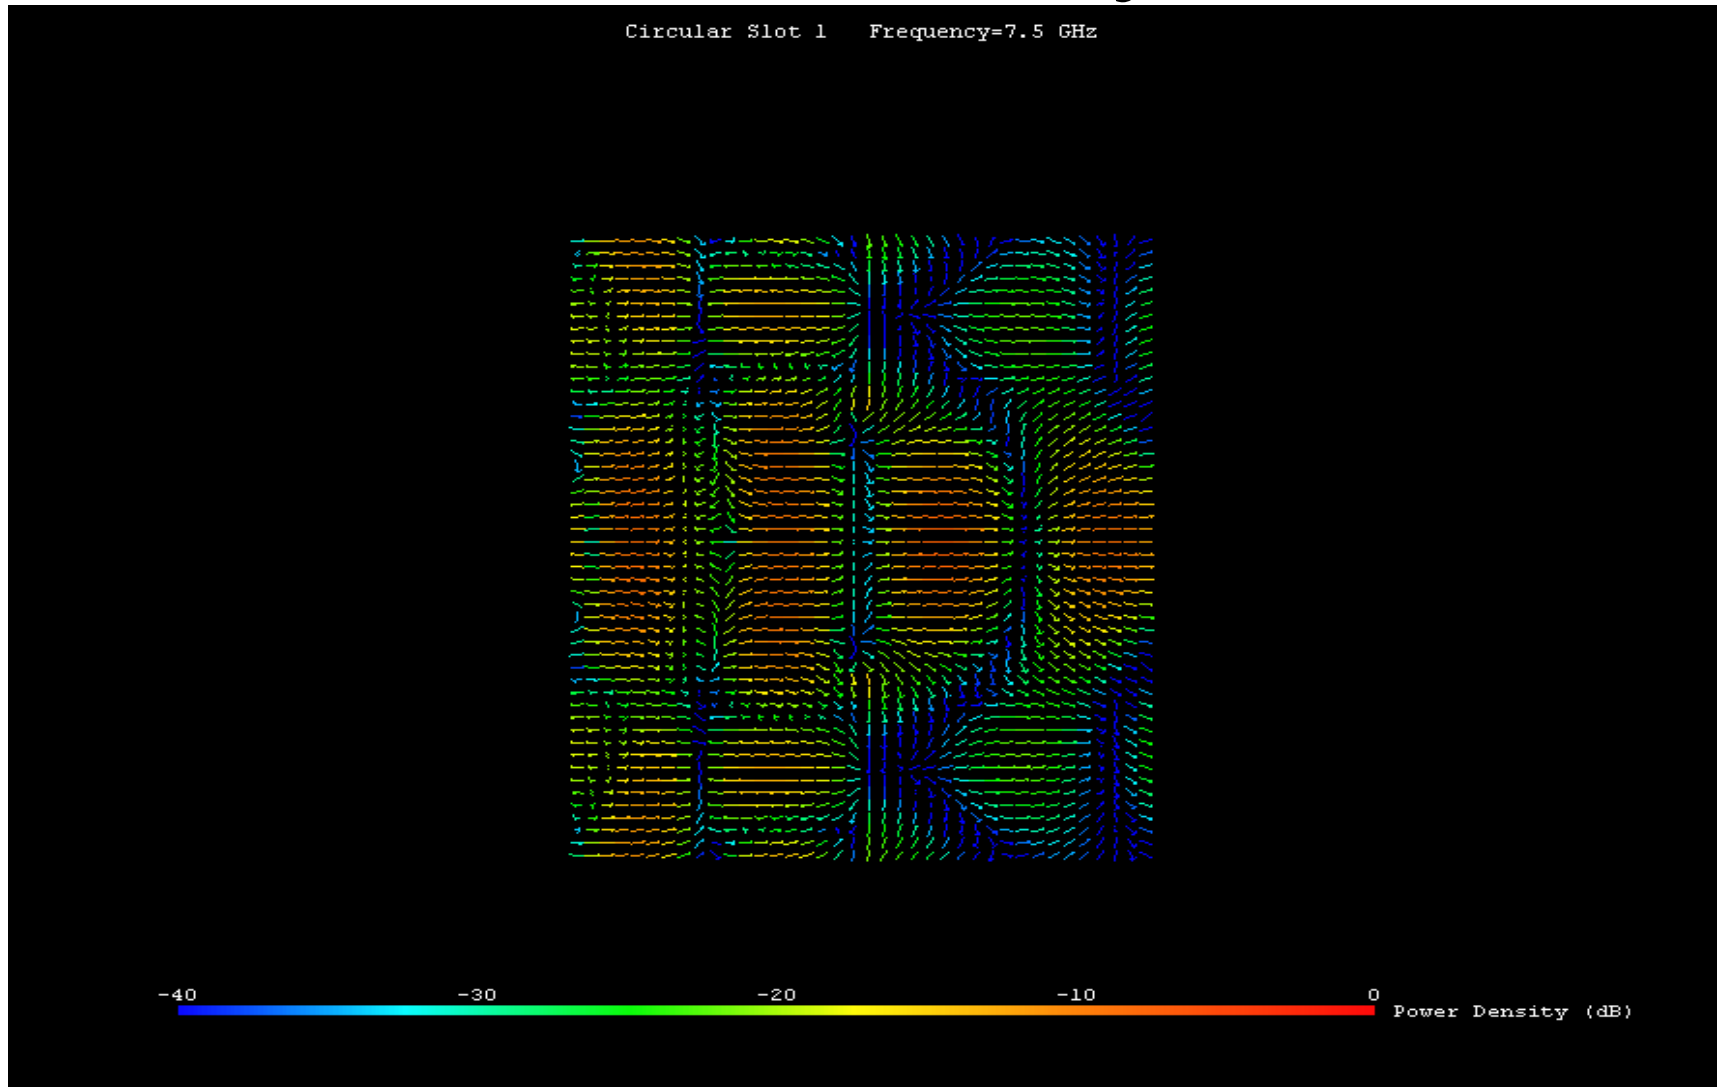 Circular Slot 1   Frequency=7.5 GHz
-40 -30 -20 -10 0
Power Density (dB)